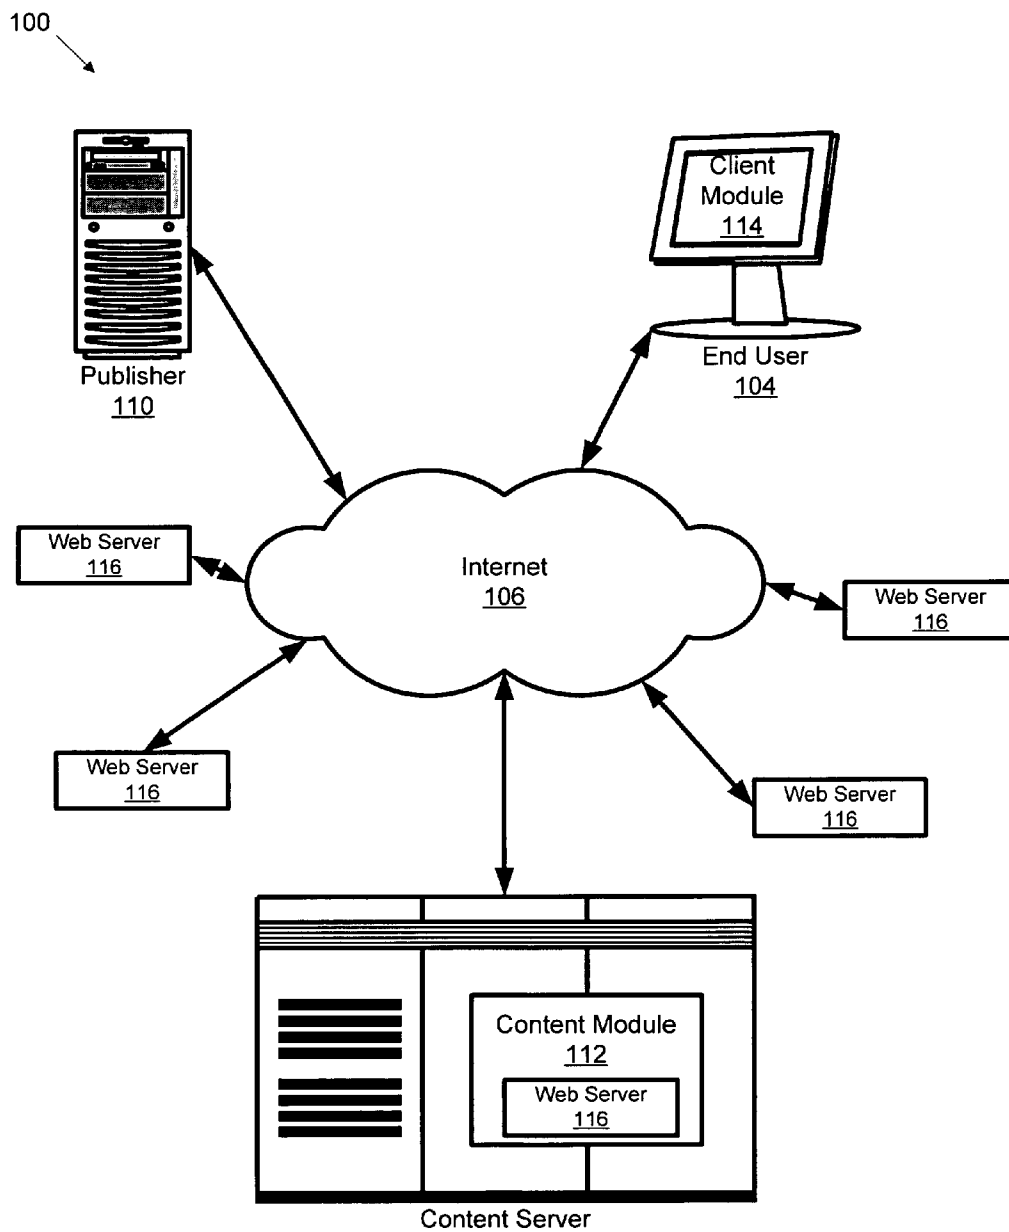 100
Client
Module
114
Publisher
110
End User
104
Web Server
116
Internet
106
Web Server
116
Web Server
116
Web Server
116
Content Module
112
Web Server
116
Content Server